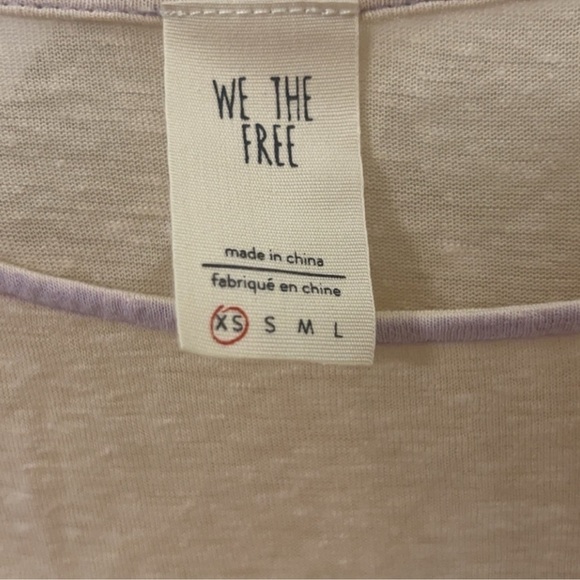 WE THE
FREE
made in china
fabriqué en chine
XS S M L